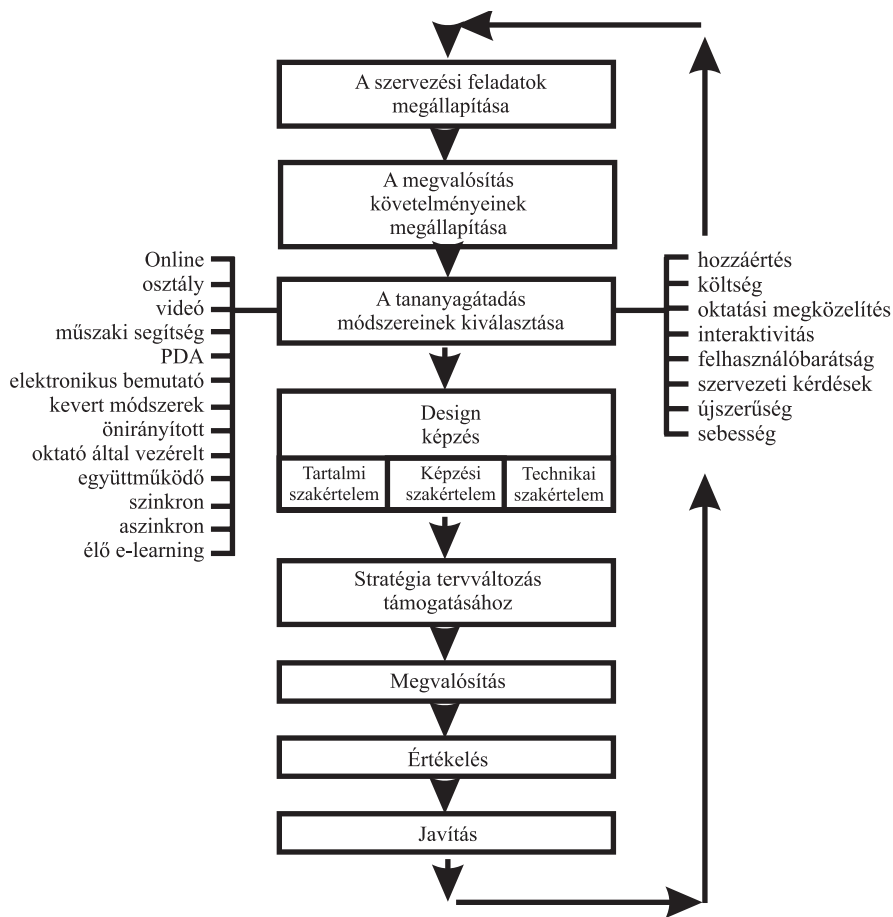 A szervezési feladatok
megállapítása
A megvalósítás
követelményeinek
megállapítása
Online
osztály
videó
műszaki segítség
PDA
elektronikus bemutató
kevert módszerek
önirányított
oktató által vezérelt
együttműködő
szinkron
aszinkron
élő e-learning
A tananyagátadás
módszereinek kiválasztása
hozzáértés
költség
oktatási megközelítés
interaktivitás
felhasználóbarátság
szervezeti kérdések
újszerűség
sebesség
Design
képzés
Tartalmi
szakértelem
Képzési
szakértelem
Technikai
szakértelem
Stratégia tervváltozás
támogatásához
Megvalósítás
Értékelés
Javítás